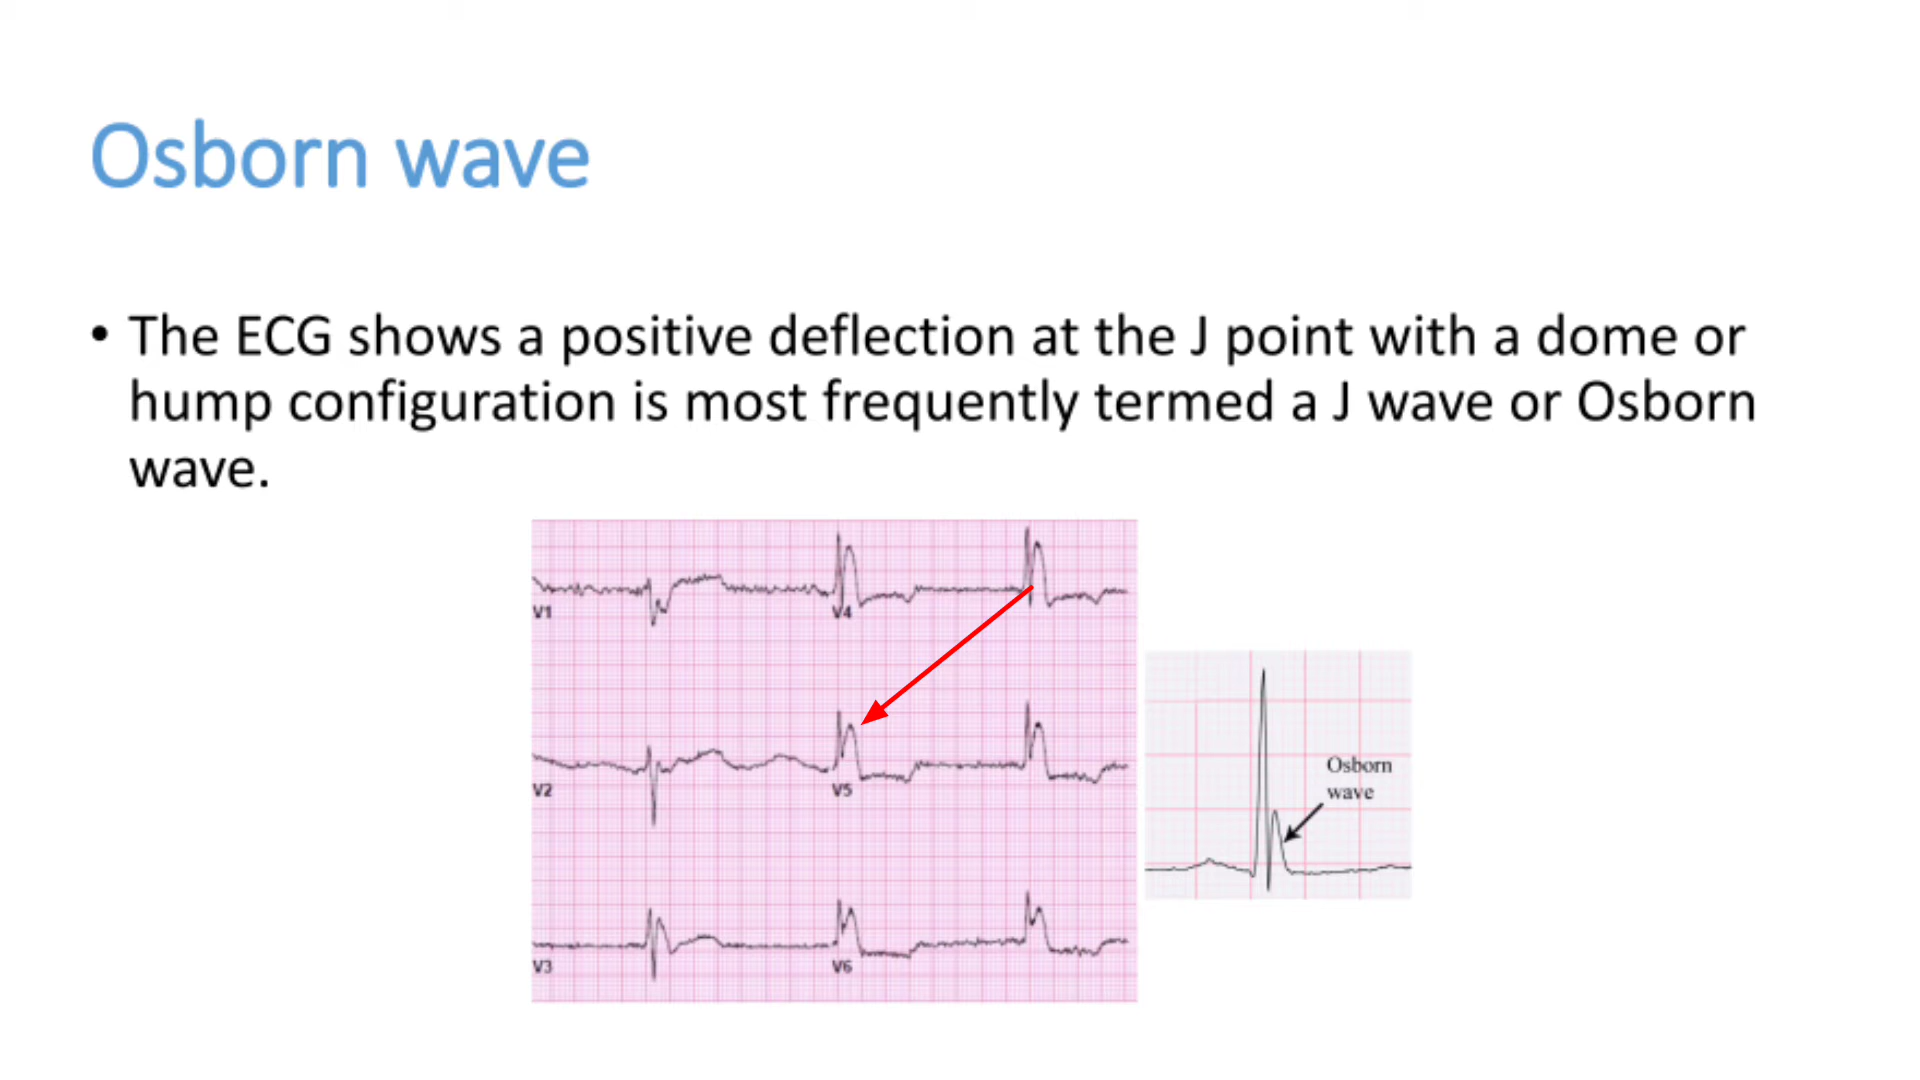 Osborn wave
• The ECG shows a positive deflection at the J point with a dome or
hump configuration is most frequently termed a J wave or Osborn
wave.
V1
V4
V2
V5
V3
V6
Osborn
wave